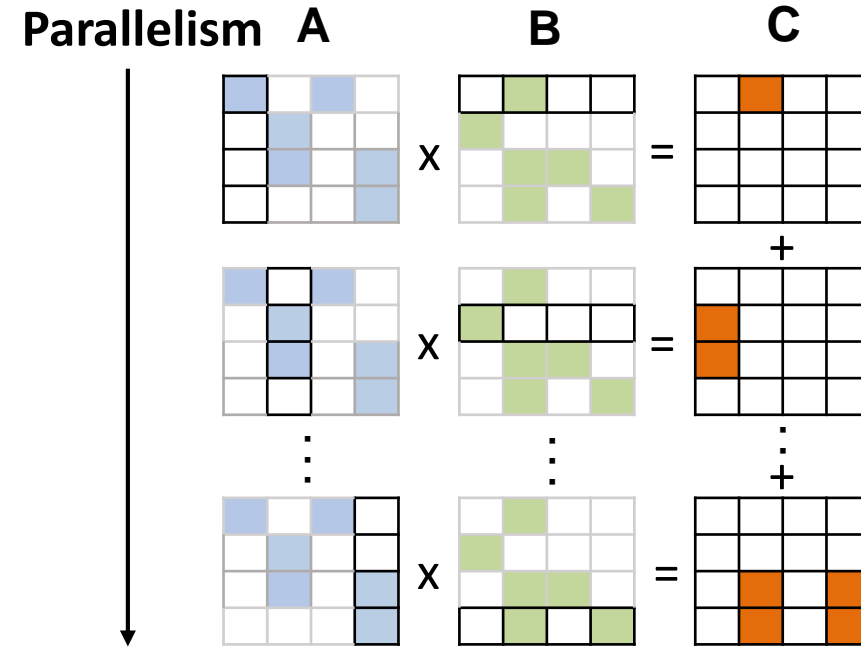 Parallelism A B C
x =
+
x =
⋮ ⋮ ⋮
+
x =